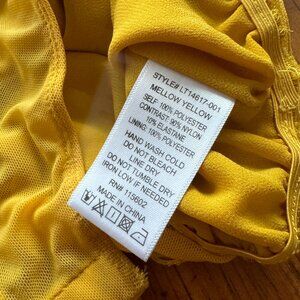 STYLE# LT14617-001
MELLOW YELLOW
SELF: 100% POLYESTER
CONTRAST: 90% NYLON
10% ELASTANE
LINING: 100% POLYESTER
HAND WASH COLD
DO NOT BLEACH
LINE DRY
DO NOT TUMBLE DRY
IRON LOW IF NEEDED
RN# 115602
MADE IN CHINA